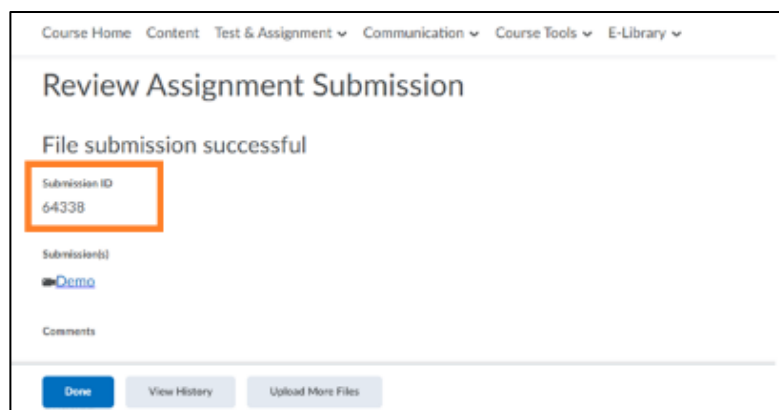 Course Home Content Test & Assignment Communication Course Tools E-Library
Review Assignment Submission
File submission successful
Submission ID
64338
Submission(s)
Demo
Comments
Done View History Upload More Files